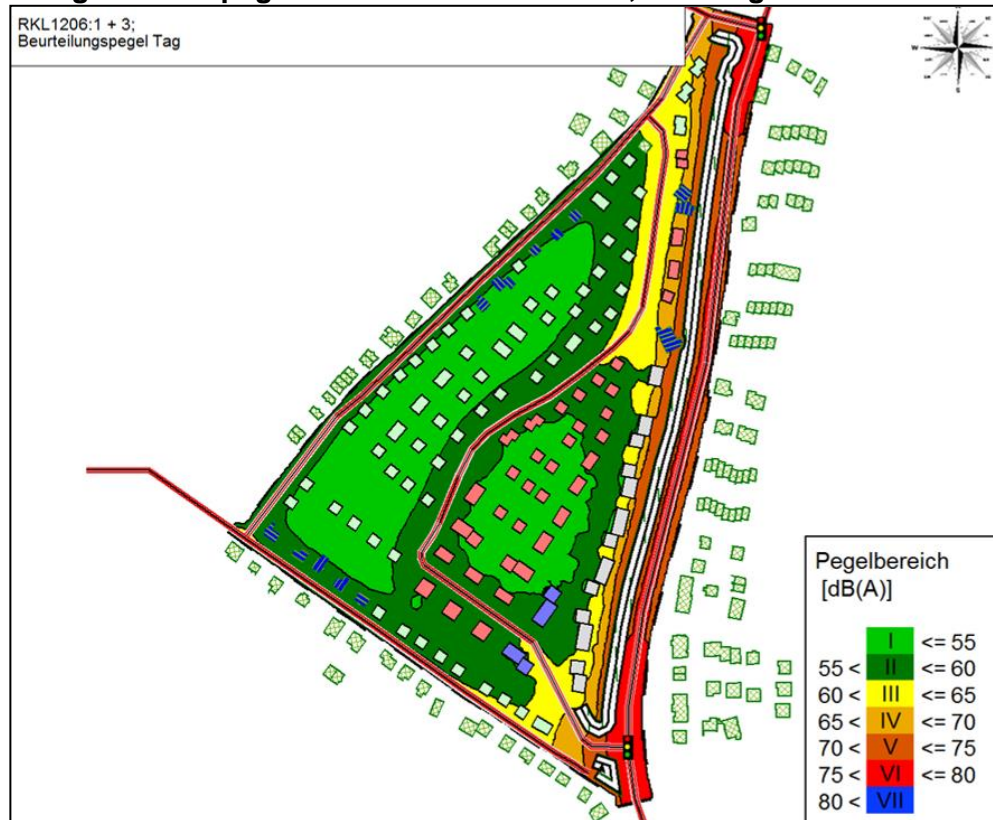 RKL1206:1 + 3;
Beurteilungspegel Tag
W
S
Pegelbereich
[dB(A)]
I <= 55
55 < II <= 60
60 < III <= 65
65 < IV <= 70
70 < V <= 75
75 < VI <= 80
80 < VII